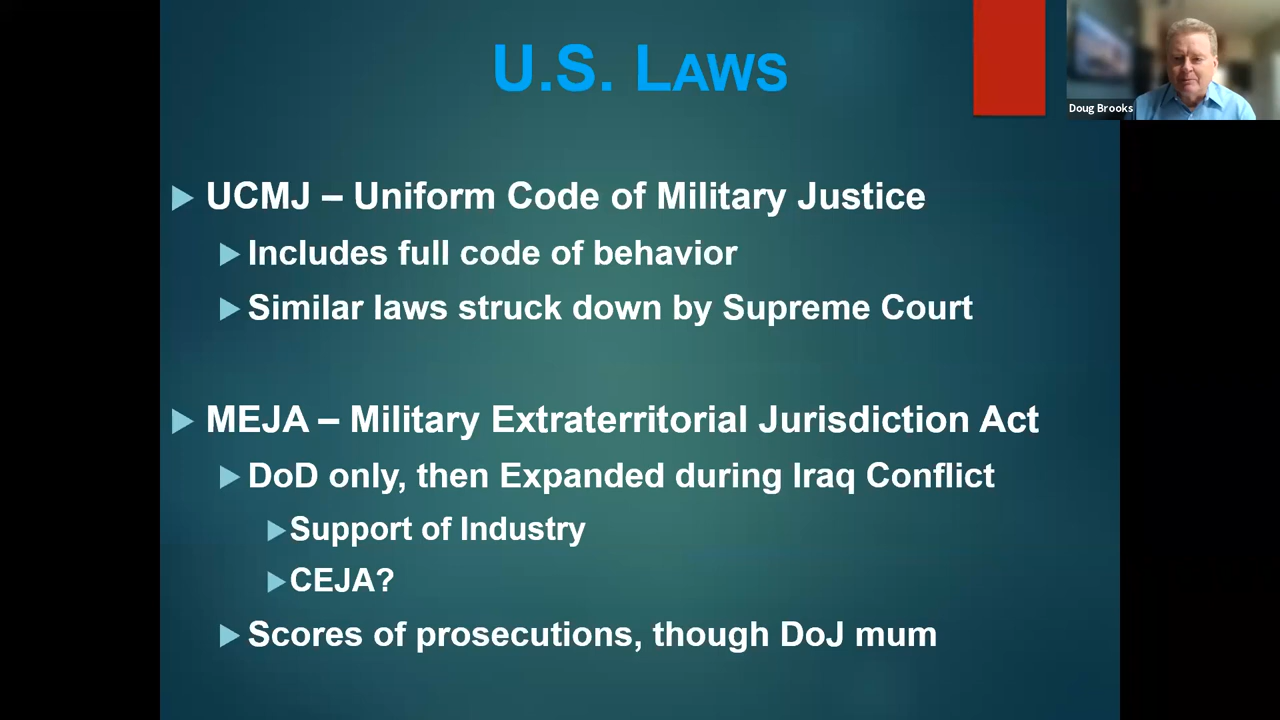 U.S. LAWS
Doug Brooks
UCMJ – Uniform Code of Military Justice
Includes full code of behavior
Similar laws struck down by Supreme Court
MEJA – Military Extraterritorial Jurisdiction Act
DoD only, then Expanded during Iraq Conflict
Support of Industry
CEJA?
Scores of prosecutions, though DoJ mum